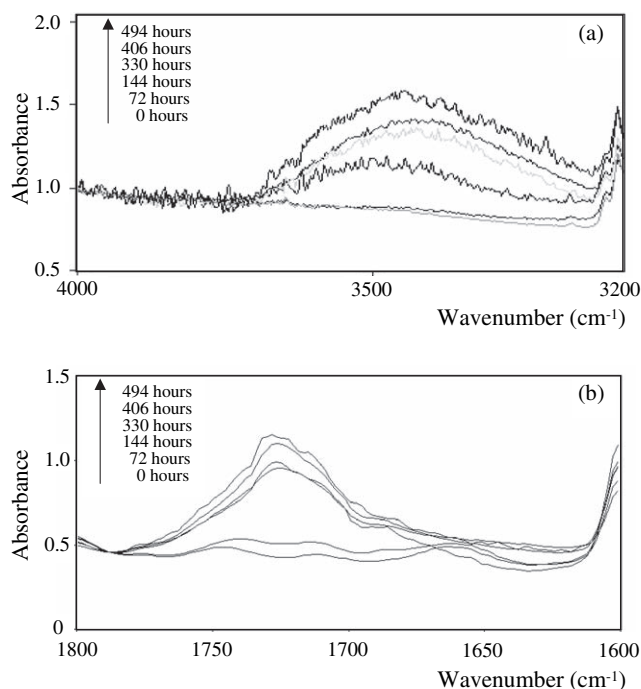 (a)
2.0
494 hours
406 hours
330 hours
144 hours
72 hours
0 hours
1.5
Absorbance
1.0
0.5
4000 3500 3200
Wavenumber (cm-1)
(b)
1.5
494 hours
406 hours
330 hours
144 hours
72 hours
0 hours
1.0
Absorbance
0.5
0
1800 1750 1700 1650 1600
Wavenumber (cm-1)